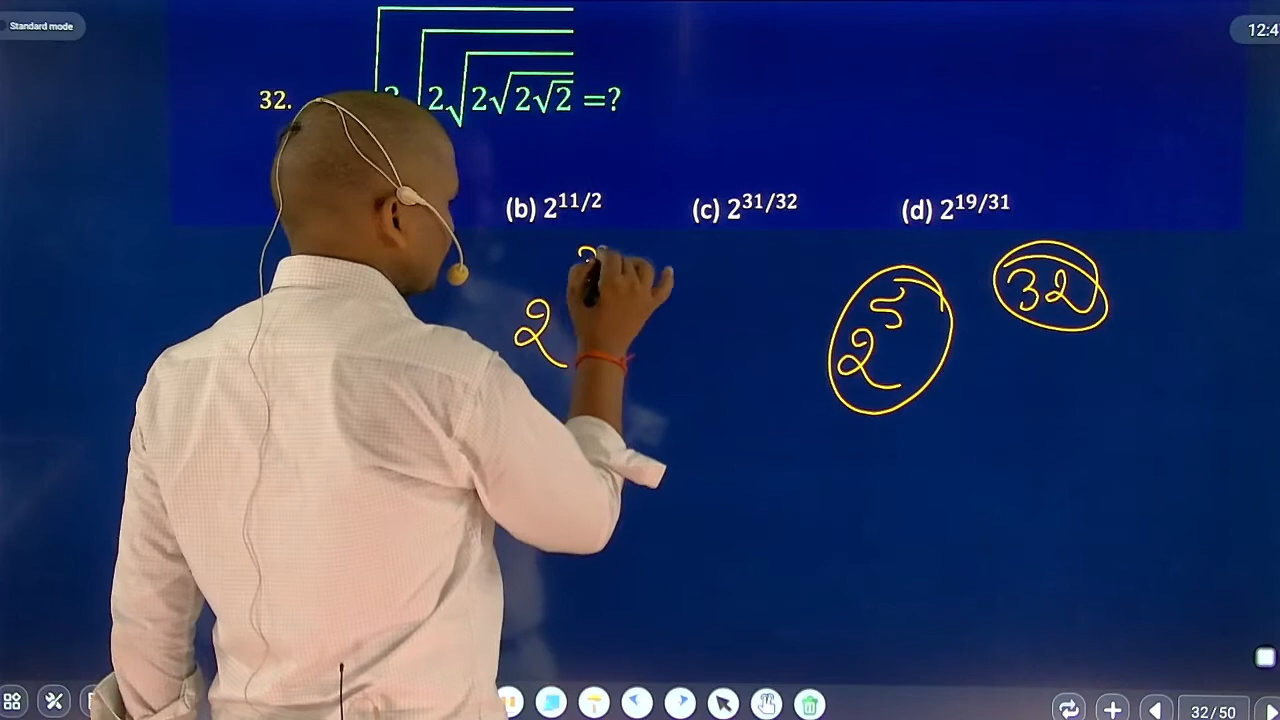 Standard mode
12:4
32. √2√2√2√2√2 =?
(b) 2^11/2 (c) 2^31/32 (d) 2^19/31
2
2^5
32
32/50